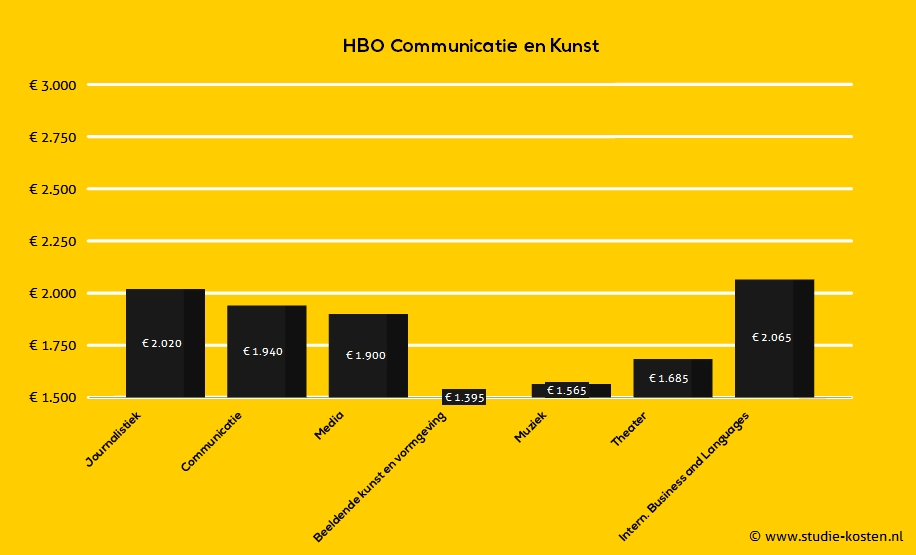 HBO Communicatie en Kunst
€ 3.000
€ 2.750
€ 2.500
€ 2.250
€ 2.000
€ 1.750
€ 1.500
€ 2.020
€ 1.940
€ 1.900
€ 1.395
€ 1.565
€ 1.685
€ 2.065
Journalistiek
Communicatie
Media
Beeldende kunst en vormgeving
Muziek
Theater
Intern. Business and Languages
© www.studie-kosten.nl